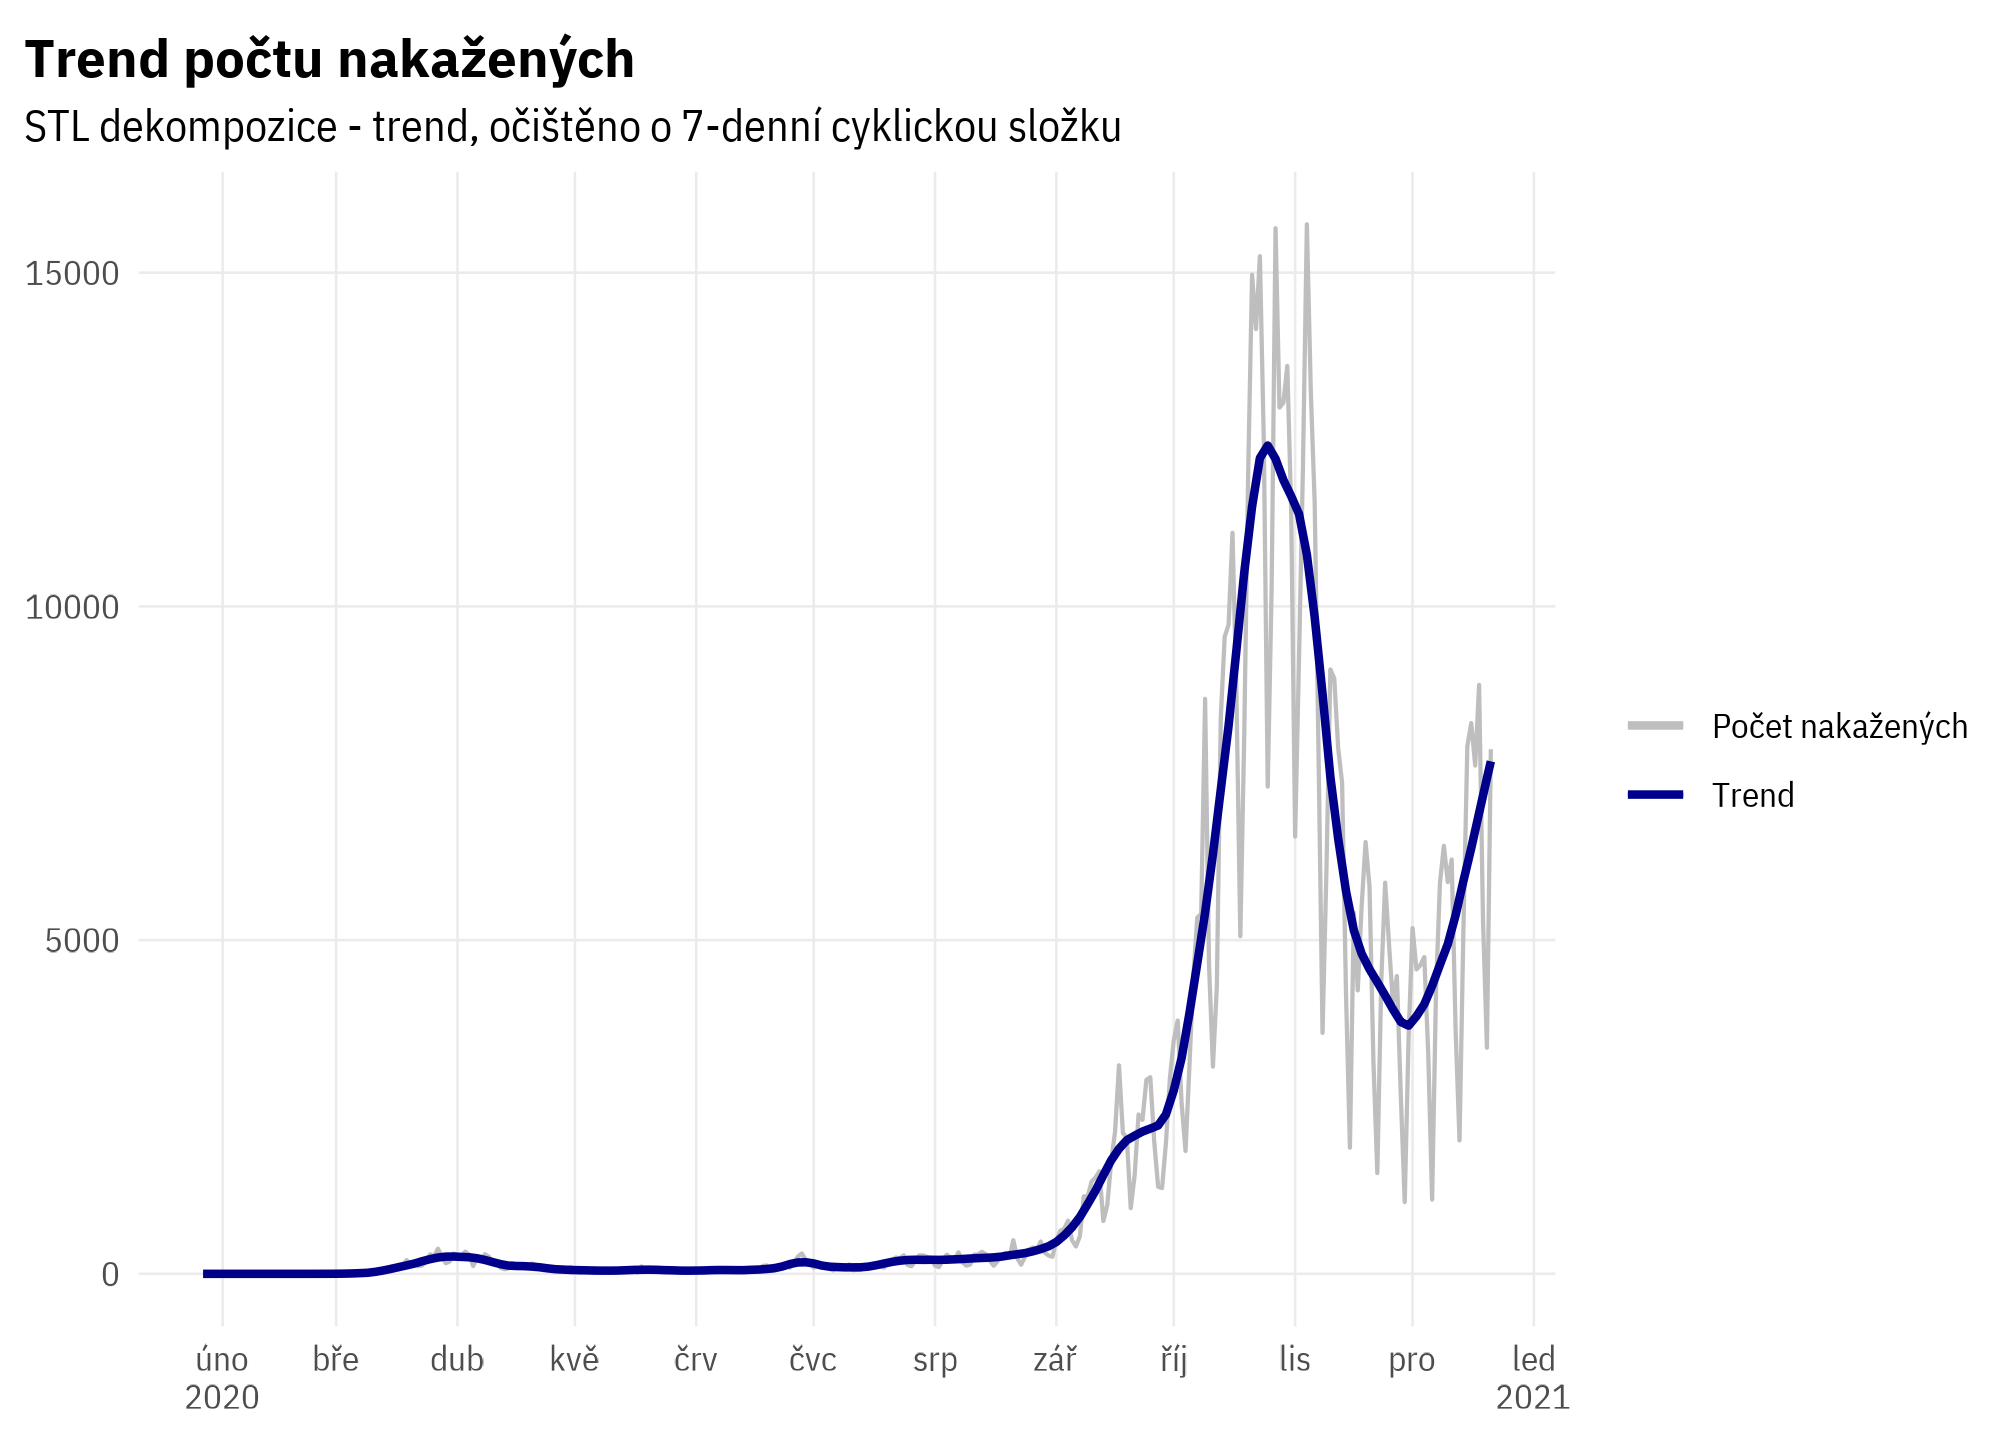 Trend počtu nakažených
STL dekompozice - trend, očištěno o 7-denní cyklickou složku
15000
10000
5000
0
úno bře dub kvě črv čvc srp zář říj lis pro led
2020 2021
Počet nakažených
Trend